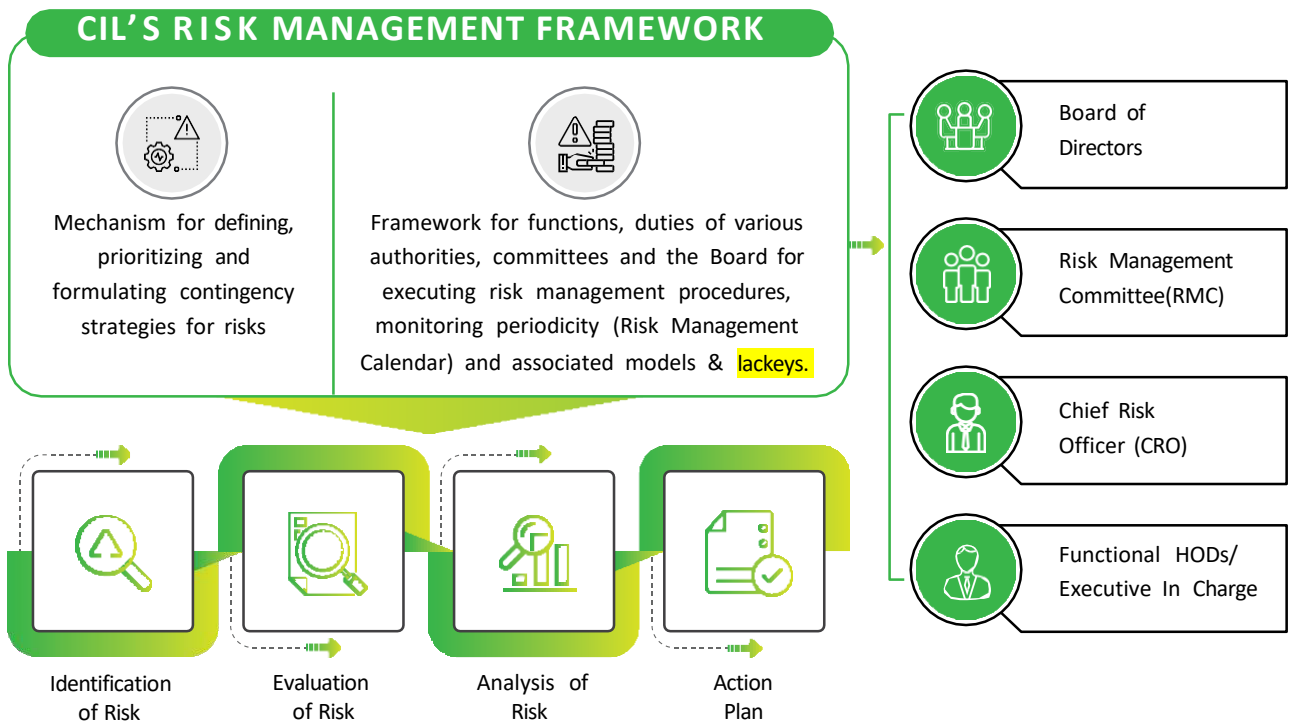 CIL'S RISK MANAGEMENT FRAMEWORK
Mechanism for defining,
prioritizing and
formulating contingency
strategies for risks
Framework for functions, duties of various
authorities, committees and the Board for
executing risk management procedures,
monitoring periodicity (Risk Management
Calendar) and associated models & lackeys.
Board of
Directors
Risk Management
Committee(RMC)
Chief Risk
Officer (CRO)
Functional HODs/
Executive In Charge
Identification
of Risk
Evaluation
of Risk
Analysis of
Risk
Action
Plan